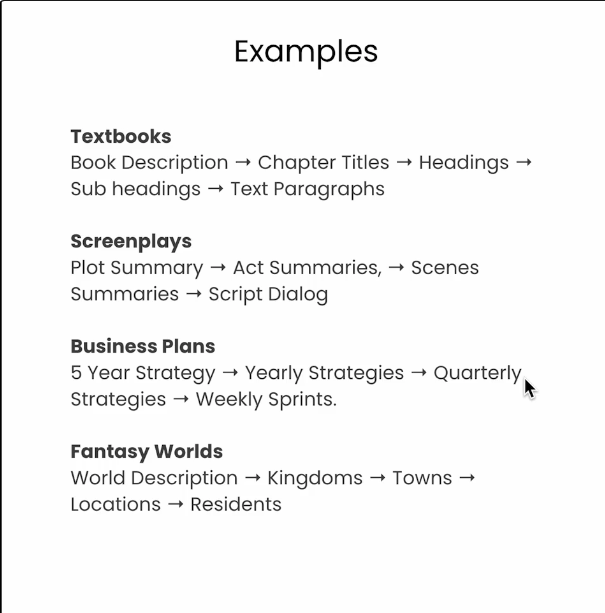 Examples
Textbooks
Book Description → Chapter Titles → Headings →
Sub headings → Text Paragraphs
Screenplays
Plot Summary → Act Summaries, → Scenes
Summaries → Script Dialog
Business Plans
5 Year Strategy → Yearly Strategies → Quarterly
Strategies → Weekly Sprints.
Fantasy Worlds
World Description → Kingdoms → Towns →
Locations → Residents